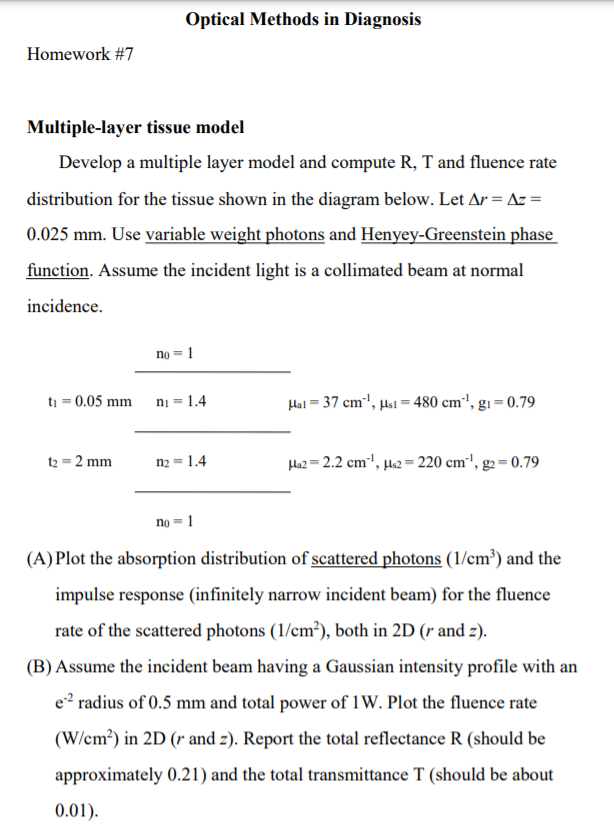 Optical Methods in Diagnosis
Homework #7
Multiple-layer tissue model
Develop a multiple layer model and compute R, T and fluence rate
distribution for the tissue shown in the diagram below. Let Δr = Δz =
0.025 mm. Use variable weight photons and Henyey-Greenstein phase
function. Assume the incident light is a collimated beam at normal
incidence.
n₀ = 1
t₁ = 0.05 mm n₁ = 1.4 μₐ₁ = 37 cm⁻¹, μₛ₁ = 480 cm⁻¹, g₁ = 0.79
t₂ = 2 mm n₂ = 1.4 μₐ₂ = 2.2 cm⁻¹, μₛ₂ = 220 cm⁻¹, g₂ = 0.79
n₀ = 1
(A) Plot the absorption distribution of scattered photons (1/cm³) and the
impulse response (infinitely narrow incident beam) for the fluence
rate of the scattered photons (1/cm²), both in 2D (r and z).
(B) Assume the incident beam having a Gaussian intensity profile with an
e⁻² radius of 0.5 mm and total power of 1W. Plot the fluence rate
(W/cm²) in 2D (r and z). Report the total reflectance R (should be
approximately 0.21) and the total transmittance T (should be about
0.01).